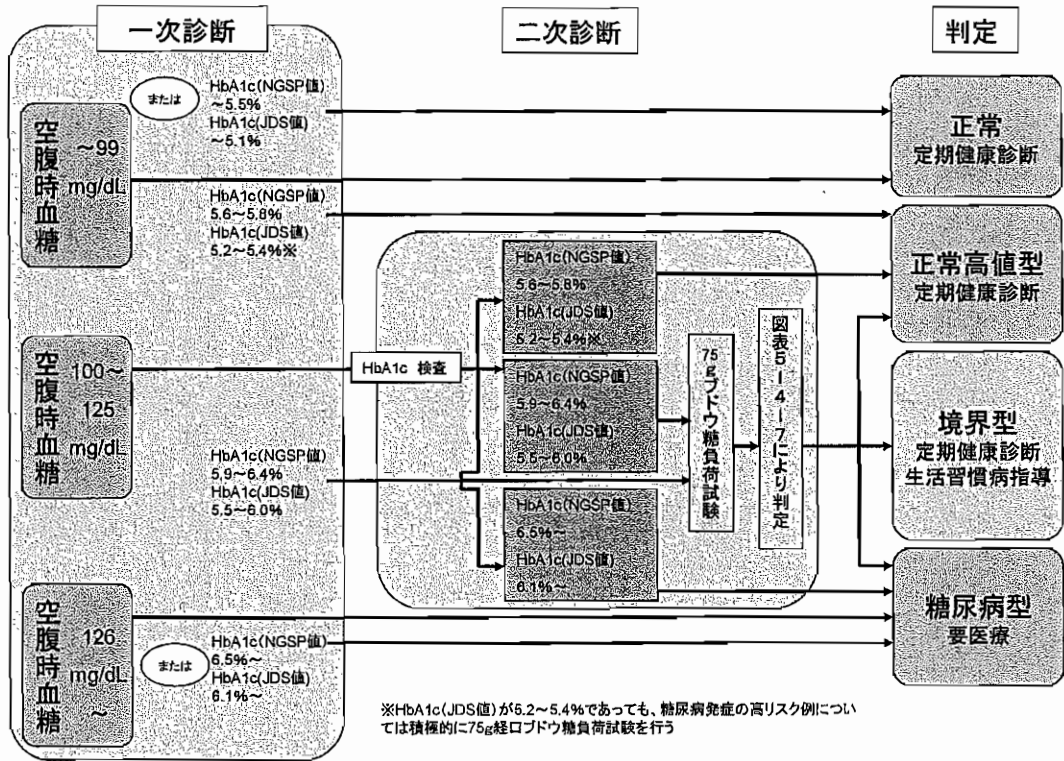 一次診断
二次診断
判定
または
HbA1c(NGSP値)
～5.5%
HbA1c(JDS値)
～5.1%
空腹時血糖
～99
mg/dL
HbA1c(NGSP値)
5.6～5.8%
HbA1c(JDS値)
5.2～5.4%※
空腹時血糖
100～
125
mg/dL
HbA1c(NGSP値)
5.9～6.4%
HbA1c(JDS値)
5.5～6.0%
空腹時血糖
126
mg/dL
～
または
HbA1c(NGSP値)
6.5%～
HbA1c(JDS値)
6.1%～
HbA1c 検査
HbA1c(NGSP値)
5.6～5.8%
HbA1c(JDS値)
5.2～5.4%※
HbA1c(NGSP値)
5.9～6.4%
HbA1c(JDS値)
5.5～6.0%
HbA1c(NGSP値)
6.5%～
HbA1c(JDS値)
6.1%～
75gブドウ糖負荷試験
図表5-4-7により判定
正常
定期健康診断
正常高値型
定期健康診断
境界型
定期健康診断
生活習慣病指導
糖尿病型
要医療
※HbA1c(JDS値)が5.2～5.4%であっても、糖尿病発症の高リスク例につい
ては積極的に75g経口ブドウ糖負荷試験を行う